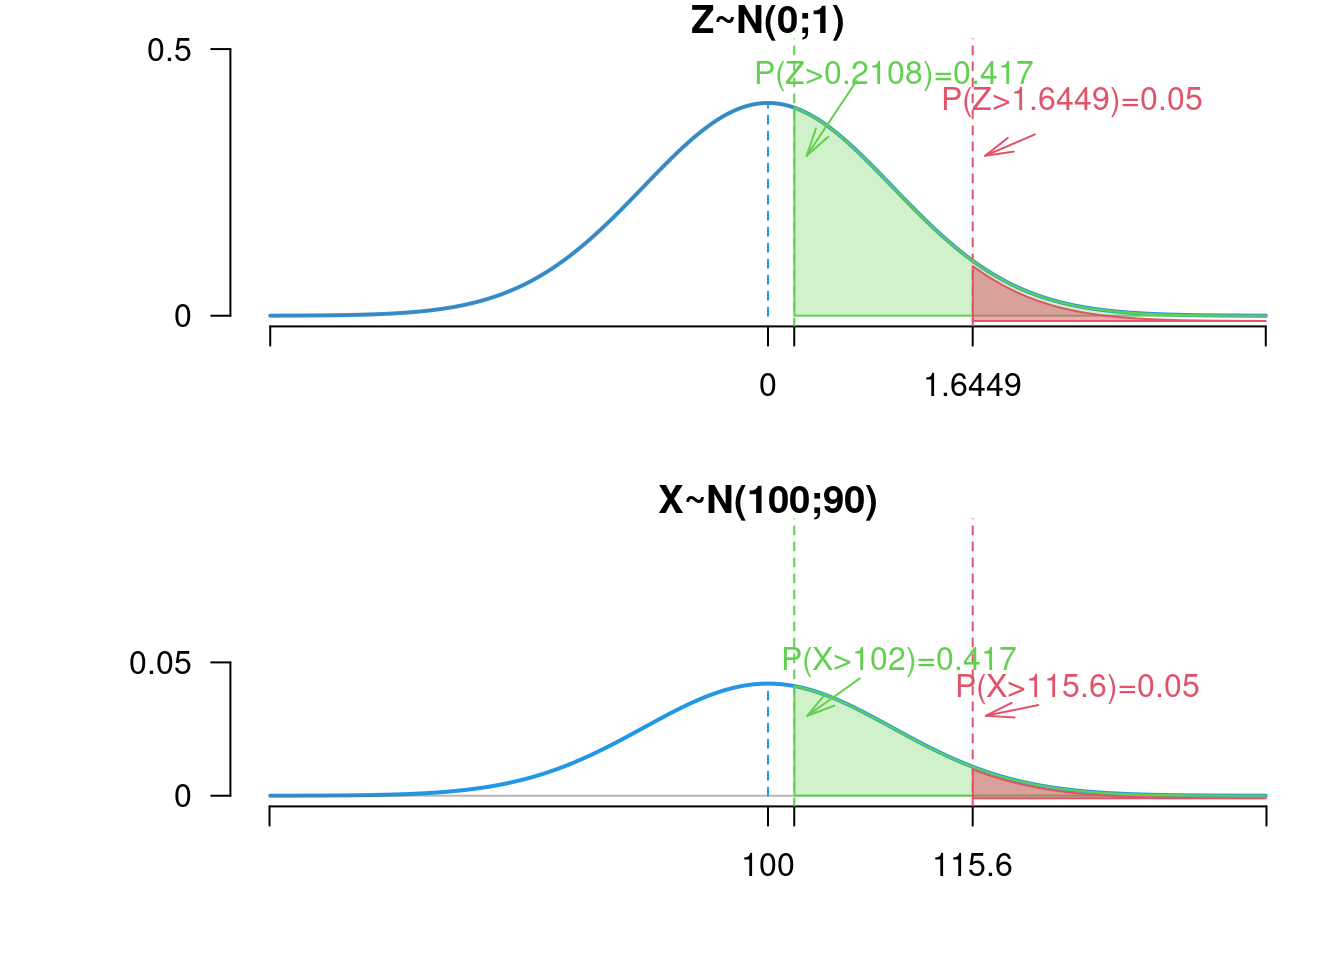 Z~N(0;1)
0.5
P(Z>0.2108)=0.417
P(Z>1.6449)=0.05
0
0
1.6449
X~N(100;90)
0.05
P(X>102)=0.417
P(X>115.6)=0.05
0
100
115.6